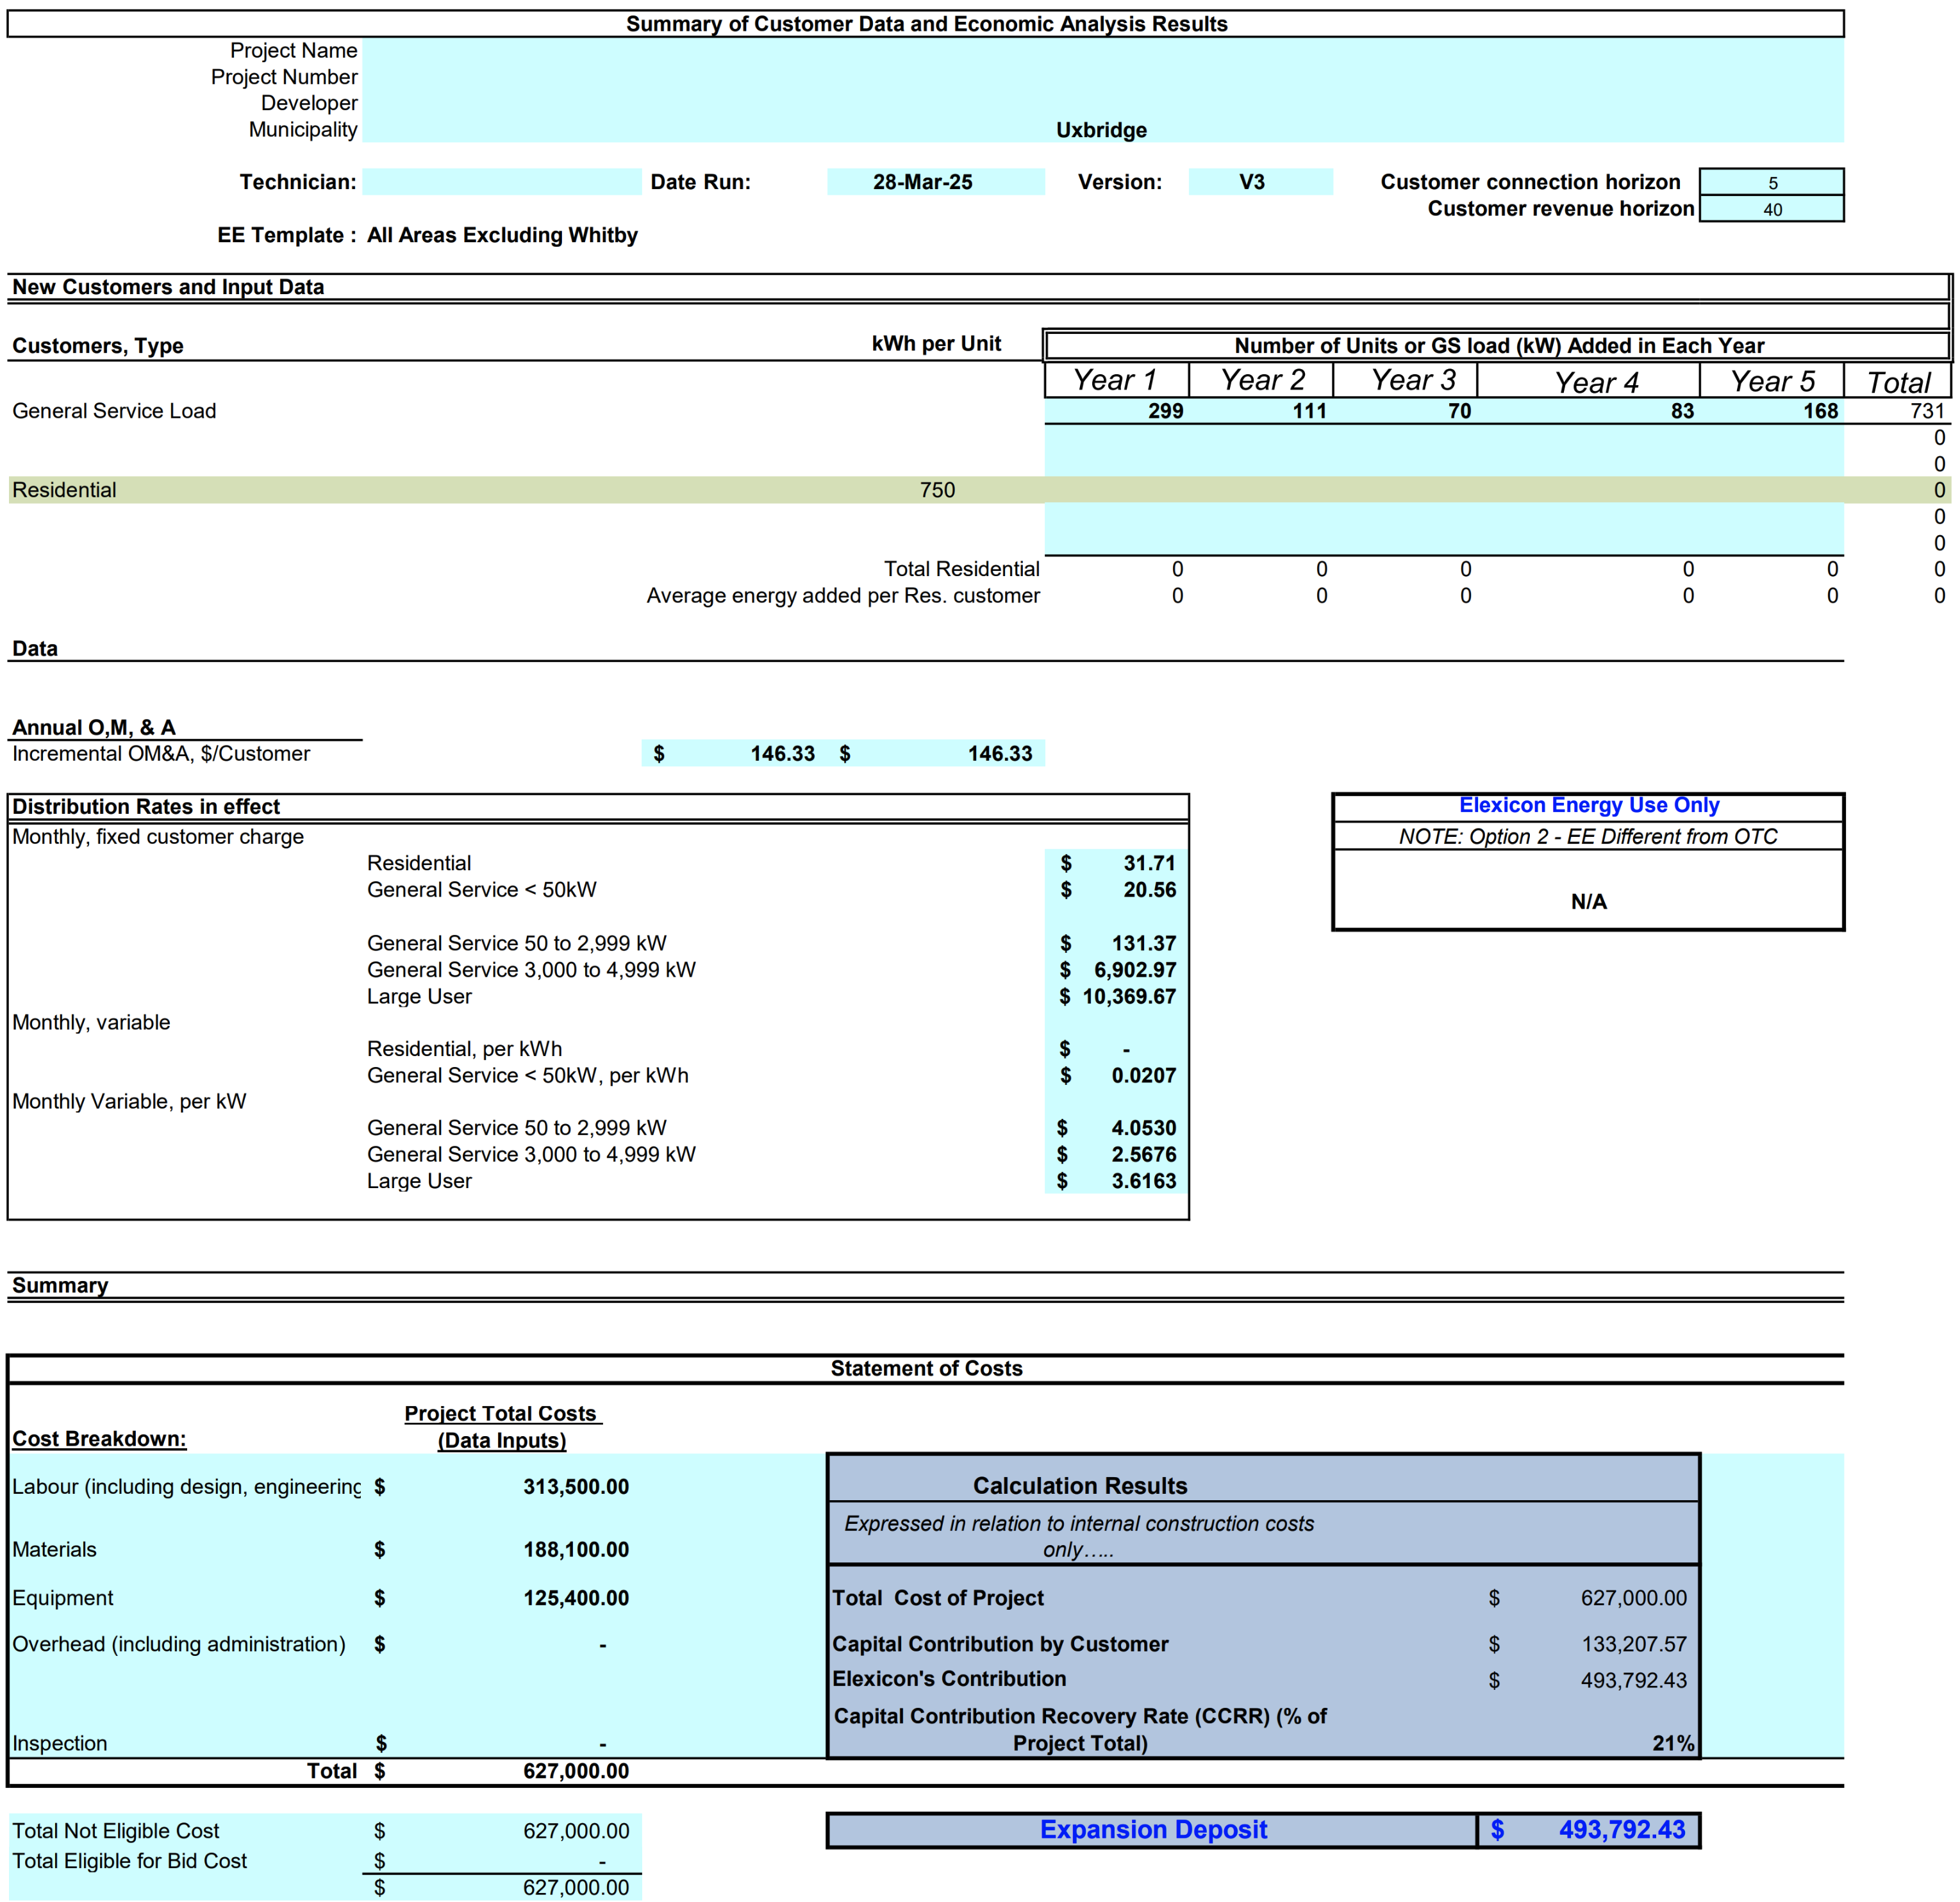 Summary of Customer Data and Economic Analysis Results
Project Name
Project Number
Developer
Municipality Uxbridge
Technician: Date Run: 28-Mar-25 Version: V3 Customer connection horizon 5
Customer revenue horizon 40
EE Template : All Areas Excluding Whitby
New Customers and Input Data
Customers, Type kWh per Unit Number of Units or GS load (kW) Added in Each Year
Year 1 Year 2 Year 3 Year 4 Year 5 Total
General Service Load 299 111 70 83 168 731
0
0
Residential 750 0
0
0
Total Residential 0 0 0 0 0 0
Average energy added per Res. customer 0 0 0 0 0 0
Data
Annual O,M, & A
Incremental OM&A, $/Customer $ 146.33 $ 146.33
Distribution Rates in effect
Monthly, fixed customer charge
Residential $ 31.71
General Service < 50kW $ 20.56
General Service 50 to 2,999 kW $ 131.37
General Service 3,000 to 4,999 kW $ 6,902.97
Large User $ 10,369.67
Monthly, variable
Residential, per kWh $ -
General Service < 50kW, per kWh $ 0.0207
Monthly Variable, per kW
General Service 50 to 2,999 kW $ 4.0530
General Service 3,000 to 4,999 kW $ 2.5676
Large User $ 3.6163
Elexicon Energy Use Only
NOTE: Option 2 - EE Different from OTC
N/A
Summary
Statement of Costs
Project Total Costs
Cost Breakdown: (Data Inputs)
Labour (including design, engineering $ 313,500.00
Materials $ 188,100.00
Equipment $ 125,400.00
Overhead (including administration) $ -
Inspection $ -
Total $ 627,000.00
Calculation Results
Expressed in relation to internal construction costs
only…..
Total Cost of Project $ 627,000.00
Capital Contribution by Customer $ 133,207.57
Elexicon's Contribution $ 493,792.43
Capital Contribution Recovery Rate (CCRR) (% of
Project Total) 21%
Total Not Eligible Cost $ 627,000.00
Total Eligible for Bid Cost $ -
$ 627,000.00
Expansion Deposit $ 493,792.43